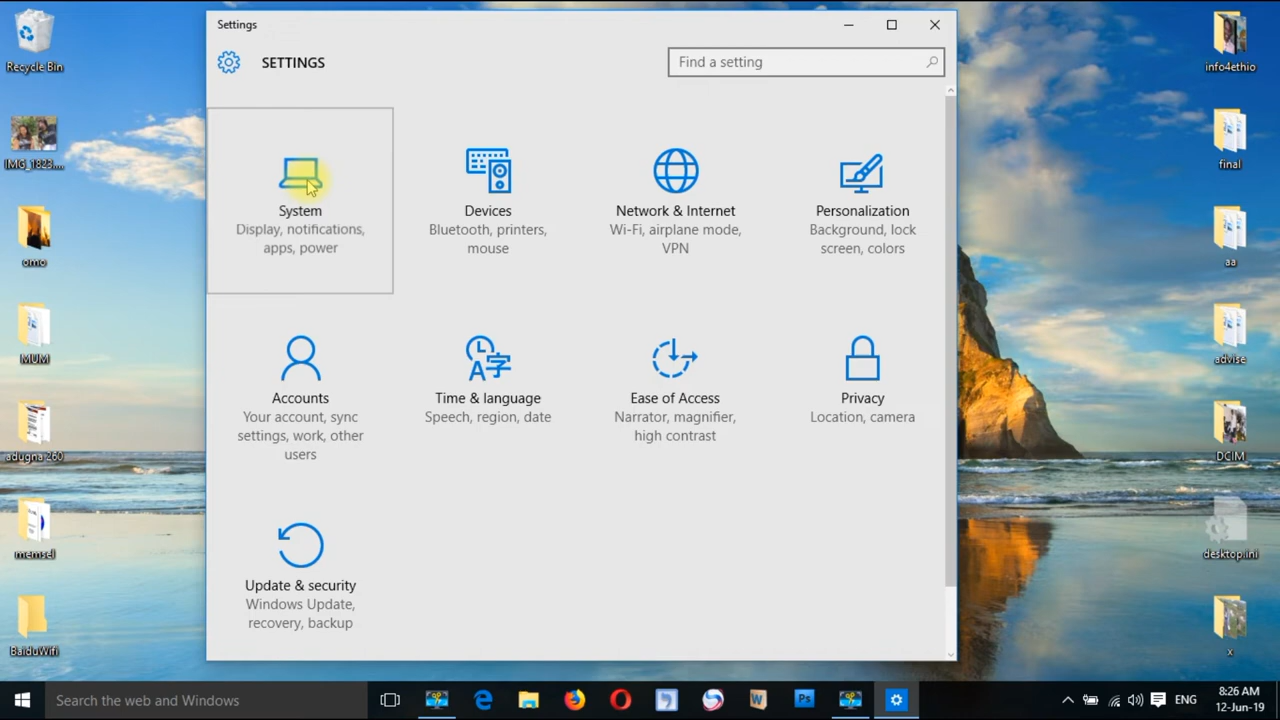 Settings
SETTINGS
Find a setting
System
Display, notifications,
apps, power
Devices
Bluetooth, printers,
mouse
Network & Internet
Wi-Fi, airplane mode,
VPN
Personalization
Background, lock
screen, colors
Accounts
Your account, sync
settings, work, other
users
Time & language
Speech, region, date
Ease of Access
Narrator, magnifier,
high contrast
Privacy
Location, camera
Update & security
Windows Update,
recovery, backup
Recycle Bin
IMG_1823....
omo
MUM
adugna 260
memsel
BaiduWifi
info4ethio
final
aa
advise
DCIM
desktop.ini
x
Search the web and Windows
W
Ps
ENG
8:26 AM
12-Jun-19